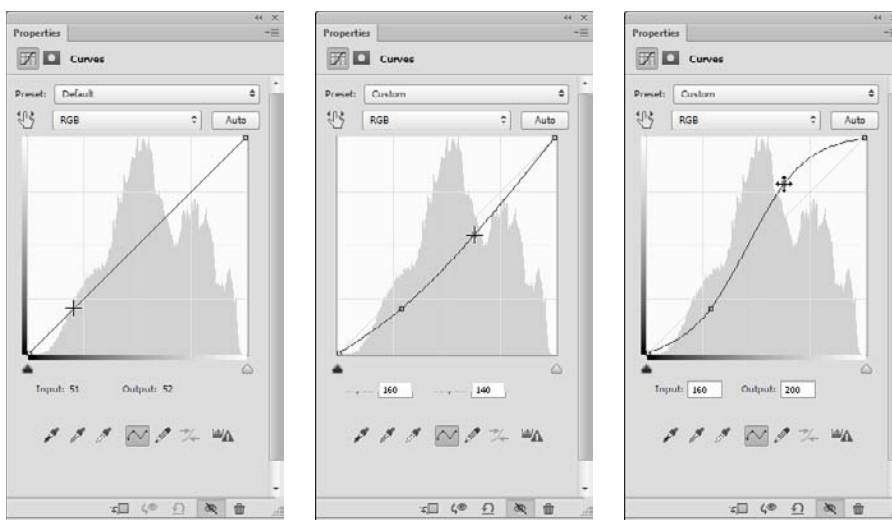 Properties
Curves
Preset: Default
RGB
Auto
Input: 51 Output: 52
Properties
Curves
Preset: Custom
RGB
Auto
160 140
Properties
Curves
Preset: Custom
RGB
Auto
Input: 160 Output: 200